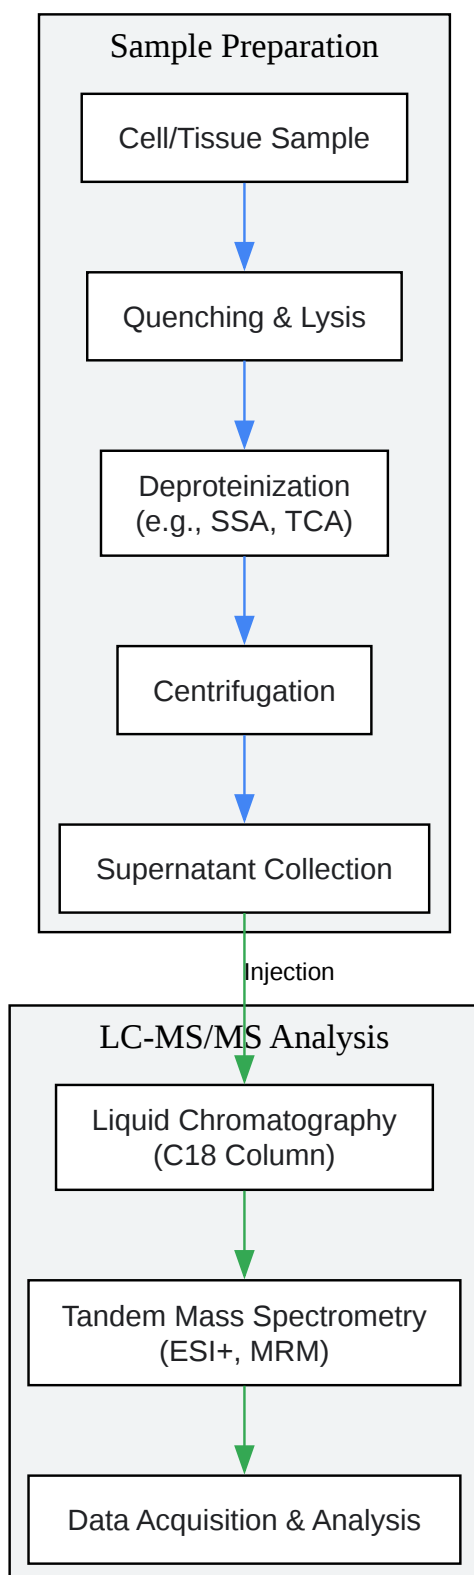 Sample Preparation
Cell/Tissue Sample
Quenching & Lysis
Deproteinization
(e.g., SSA, TCA)
Centrifugation
Supernatant Collection
Injection
LC-MS/MS Analysis
Liquid Chromatography
(C18 Column)
Tandem Mass Spectrometry
(ESI+, MRM)
Data Acquisition & Analysis